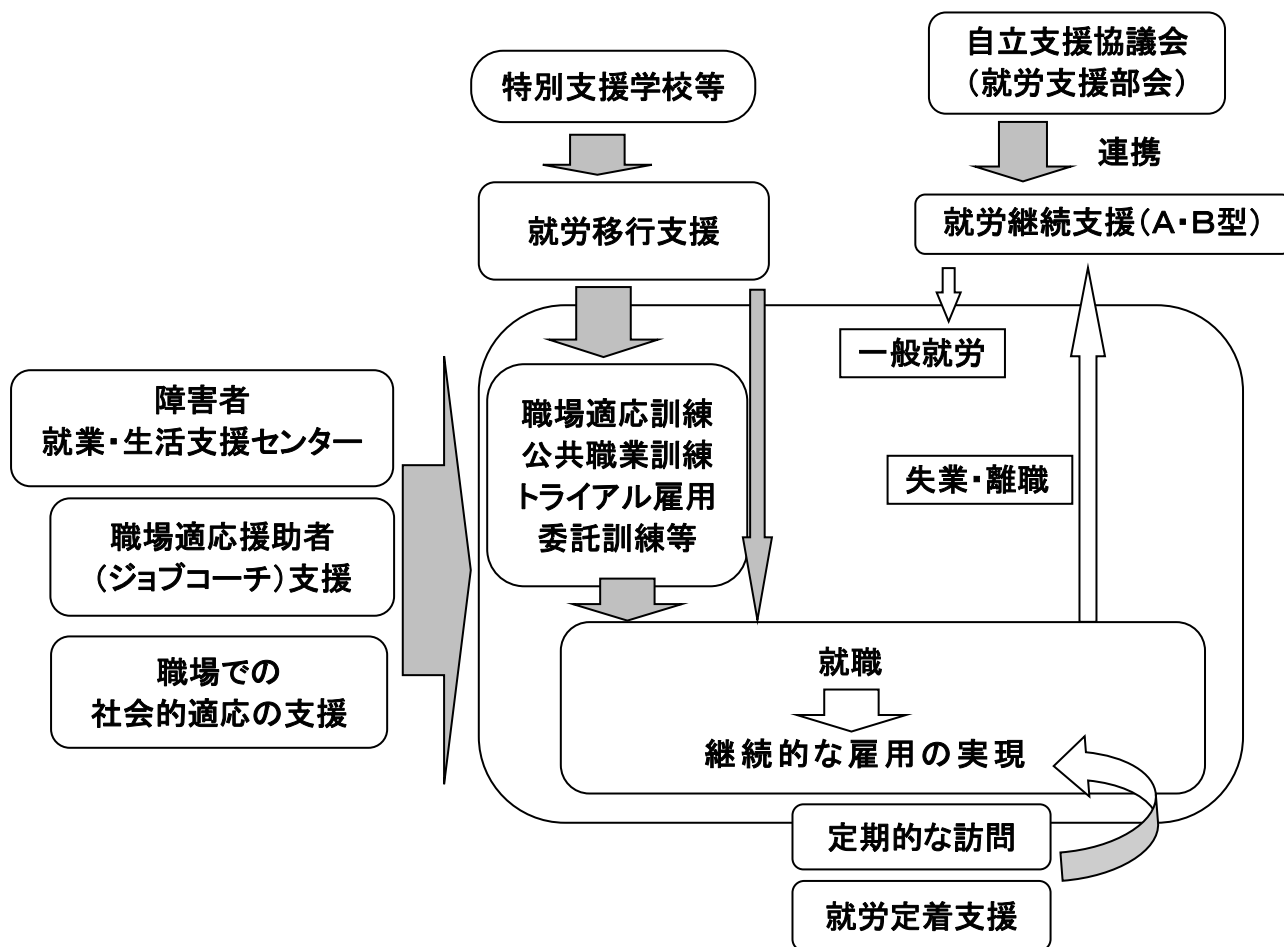 特別支援学校等
自立支援協議会
（就労支援部会）
連携
就労移行支援
就労継続支援（A・B型）
一般就労
障害者
就業・生活支援センター
職場適応援助者
（ジョブコーチ）支援
職場での
社会的適応の支援
職場適応訓練
公共職業訓練
トライアル雇用
委託訓練等
失業・離職
就職
継続的な雇用の実現
定期的な訪問
就労定着支援